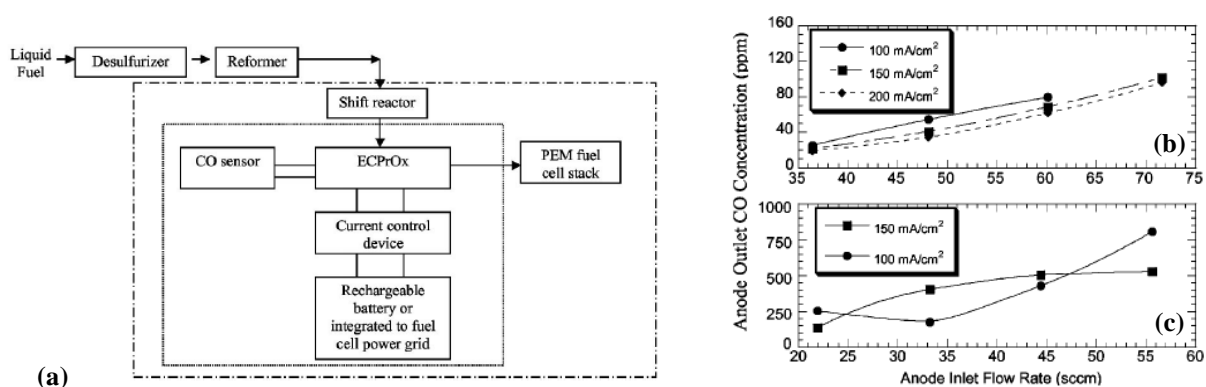 Liquid
Fuel
Desulfurizer
Reformer
Shift reactor
CO sensor
ECPrOx
PEM fuel
cell stack
Current control
device
Rechargeable
battery or
integrated to fuel
cell power grid
(a)
Anode Outlet CO Concentration (ppm)
160
120
80
40
0
100 mA/cm²
150 mA/cm²
200 mA/cm²
(b)
35 40 45 50 55 60 65 70 75
1000
750
500
250
0
150 mA/cm²
100 mA/cm²
(c)
20 25 30 35 40 45 50 55 60
Anode Inlet Flow Rate (sccm)